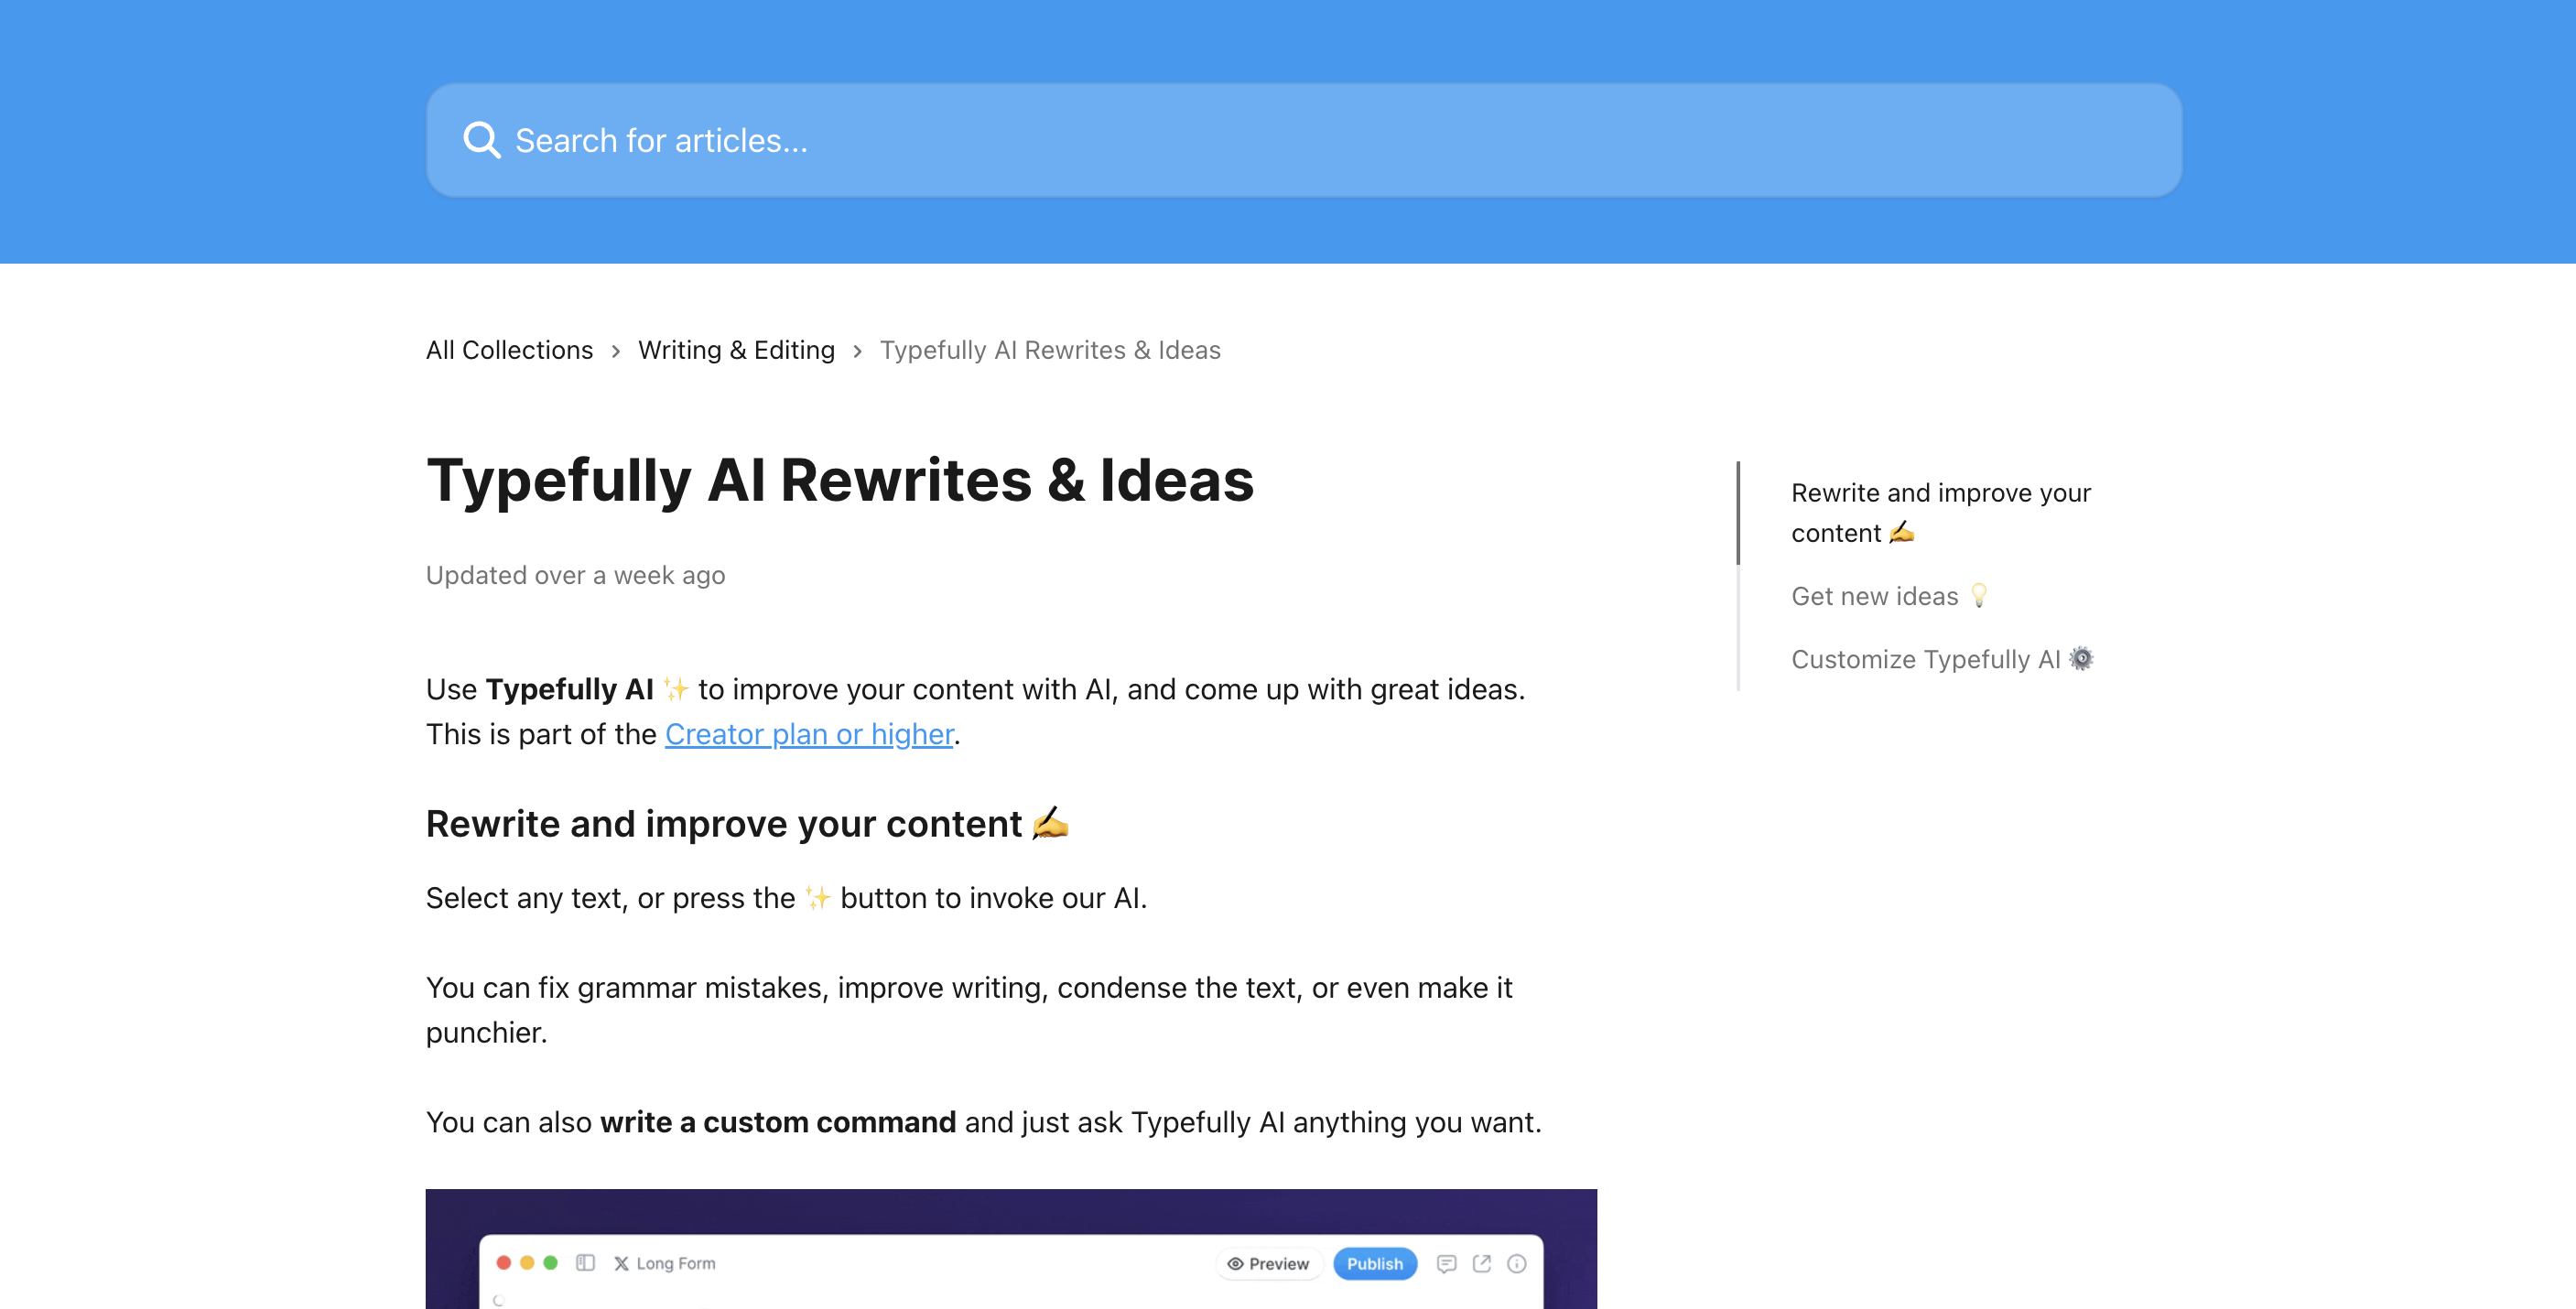 Search for articles...
All Collections > Writing & Editing > Typefully AI Rewrites & Ideas
Typefully AI Rewrites & Ideas
Updated over a week ago
Use Typefully AI ✨ to improve your content with AI, and come up with great ideas.
This is part of the Creator plan or higher.
Rewrite and improve your content ✍️
Select any text, or press the ✨ button to invoke our AI.
You can fix grammar mistakes, improve writing, condense the text, or even make it
punchier.
You can also write a custom command and just ask Typefully AI anything you want.
X Long Form
Preview
Publish
Rewrite and improve your
content ✍️
Get new ideas 💡
Customize Typefully AI ⚙️